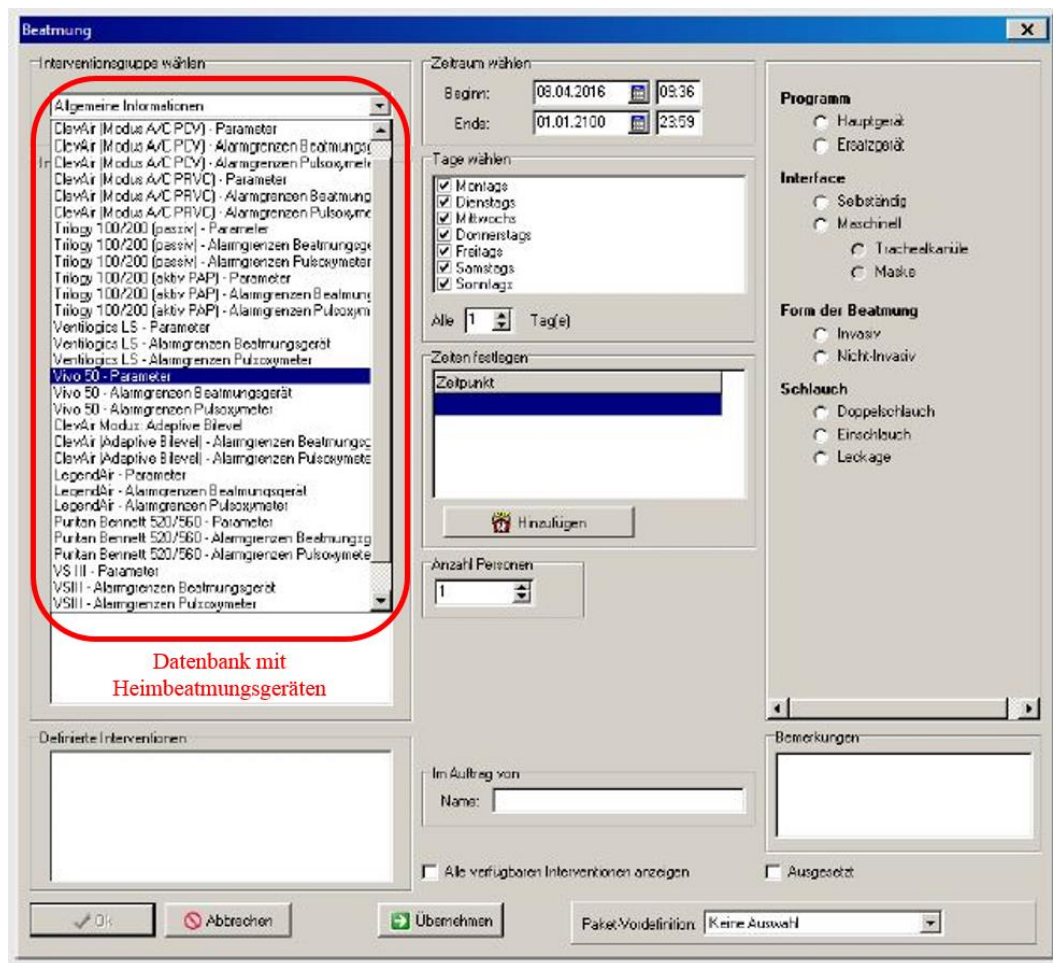 Beatmung
Interventionsgruppe wählen
Allgemeine Informationen
ClevAir (Modus A/C PCV) - Parameter
ClevAir (Modus A/C PCV) - Alarmgrenzen Beatmungsg
ClevAir (Modus A/C PCV) - Alarmgrenzen Pulsoxymete
ClevAir (Modus A/C PRVC) - Parameter
ClevAir (Modus A/C PRVC) - Alarmgrenzen Beatmung
ClevAir (Modus A/C PRVC) - Alarmgrenzen Pulsoxyme
Trilogy 100/200 (passiv) - Parameter
Trilogy 100/200 (passiv) - Alarmgrenzen Beatmungsge
Trilogy 100/200 (passiv) - Alarmgrenzen Pulsoxymeter
Trilogy 100/200 (aktiv PAP) - Parameter
Trilogy 100/200 (aktiv PAP) - Alarmgrenzen Beatmung
Trilogy 100/200 (aktiv PAP) - Alarmgrenzen Pulsoxym
Ventilogics LS - Parameter
Ventilogics LS - Alarmgrenzen Beatmungsgerät
Ventilogics LS - Alarmgrenzen Pulsoxymeter
Vivo 50 - Parameter
Vivo 50 - Alarmgrenzen Beatmungsgerät
Vivo 50 - Alarmgrenzen Pulsoxymeter
ClevAir Modus: Adaptive Bilevel
ClevAir (Adaptive Bilevel) - Alarmgrenzen Beatmungsg
ClevAir (Adaptive Bilevel) - Alarmgrenzen Pulsoxymete
LegendAir - Parameter
LegendAir - Alarmgrenzen Beatmungsgerät
LegendAir - Alarmgrenzen Pulsoxymeter
Puritan Bennett 520/560 - Parameter
Puritan Bennett 520/560 - Alarmgrenzen Beatmungsg
Puritan Bennett 520/560 - Alarmgrenzen Pulsoxymete
VS III - Parameter
VSIII - Alarmgrenzen Beatmungsgerät
VSIII - Alarmgrenzen Pulsoxymeter
Datenbank mit
Heimbeatmungsgeräten
Definierte Interventionen
Zeitraum wählen
Beginn: 08.04.2016 09:36
Ende: 01.01.2100 23:59
Tage wählen
Montags
Dienstags
Mittwochs
Donnerstags
Freitags
Samstags
Sonntags
Alle 1 Tag(e)
Zeiten festlegen
Zeitpunkt
Hinzufügen
Anzahl Personen
1
Im Auftrag von
Name:
Alle verfügbaren Interventionen anzeigen
Programm
Hauptgerät
Ersatzgerät
Interface
Selbständig
Maschinell
Trachealkanüle
Maske
Form der Beatmung
Invasiv
Nicht-Invasiv
Schlauch
Doppelschlauch
Einschlauch
Leckage
Bemerkungen
Ausgesetzt
Ok
Abbrechen
Übernehmen
Paket-Vordefinition: Keine Auswahl